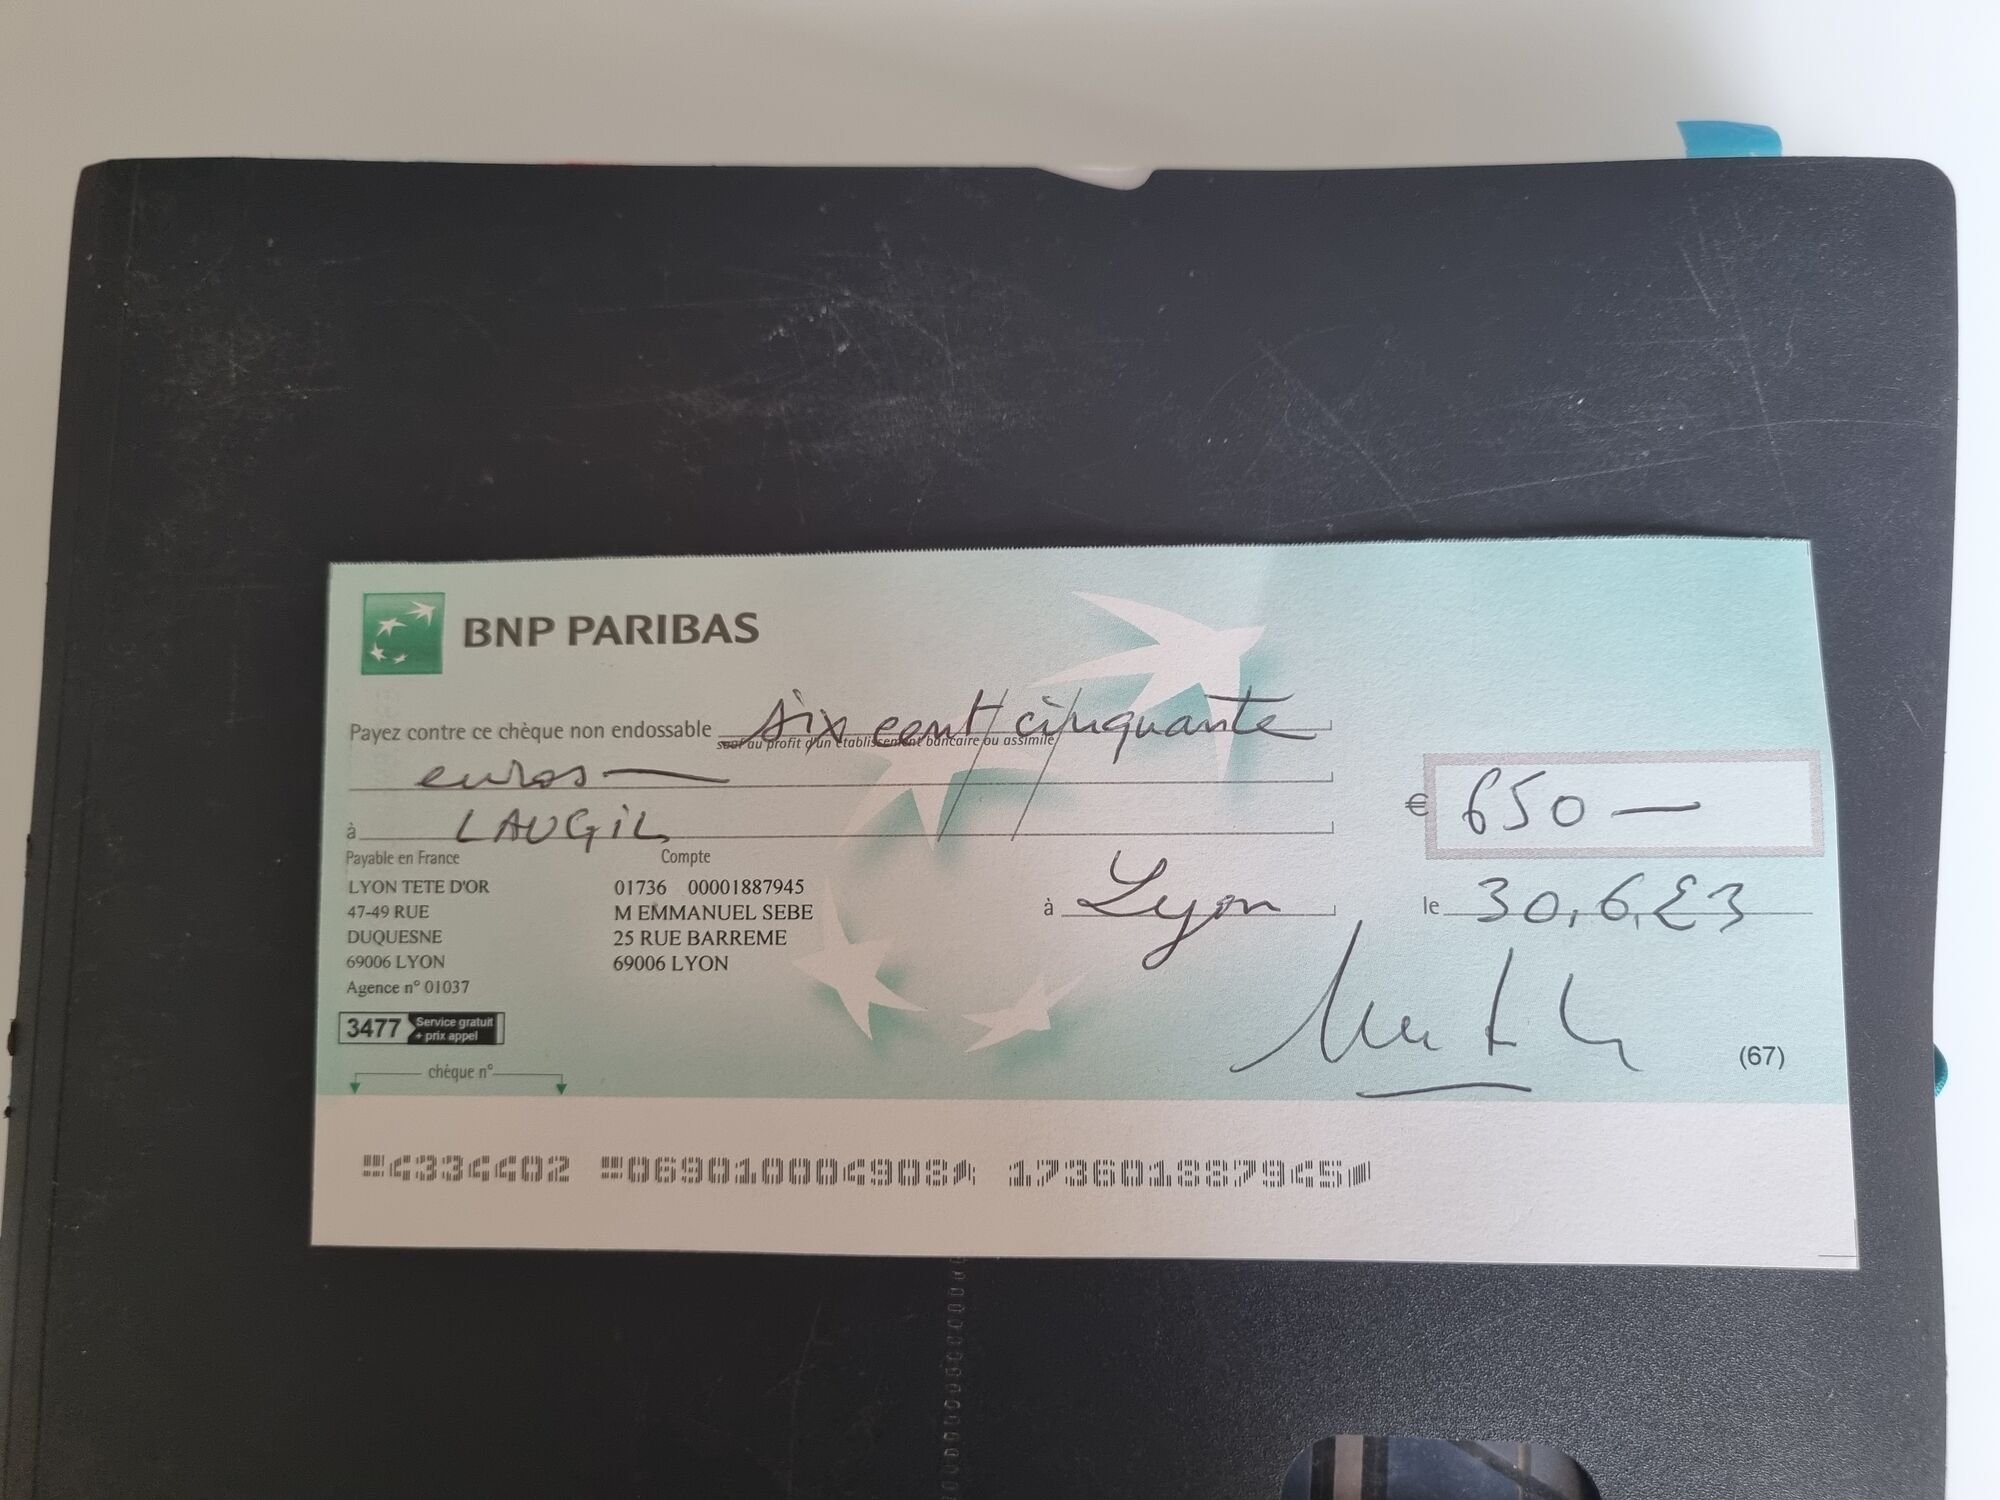 BNP PARIBAS
Payez contre ce chèque non endossable six cent cinquante
sauf au profit d'un établissement bancaire ou assimilé
euros —
à LAUGIL
€ 650 —
Payable en France
LYON TETE D'OR
47-49 RUE
DUQUESNE
69006 LYON
Agence n° 01037
Compte
01736 00001887945
M EMMANUEL SEBE
25 RUE BARREME
69006 LYON
à Lyon
le 30,6,23
3477 Service gratuit
+ prix appel
(67)
chèque n°
4334402 069010004908 173601887945